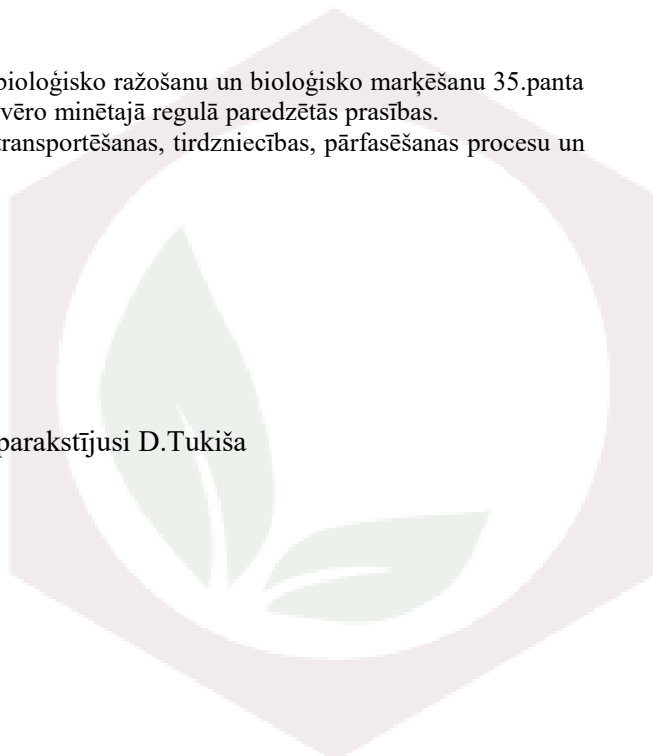 bioloģisko ražošanu un bioloģisko marķēšanu 35.panta
vēro minētajā regulā paredzētās prasības.
transportēšanas, tirdzniecības, pārfasēšanas procesu un
parakstījusi D.Tukiša